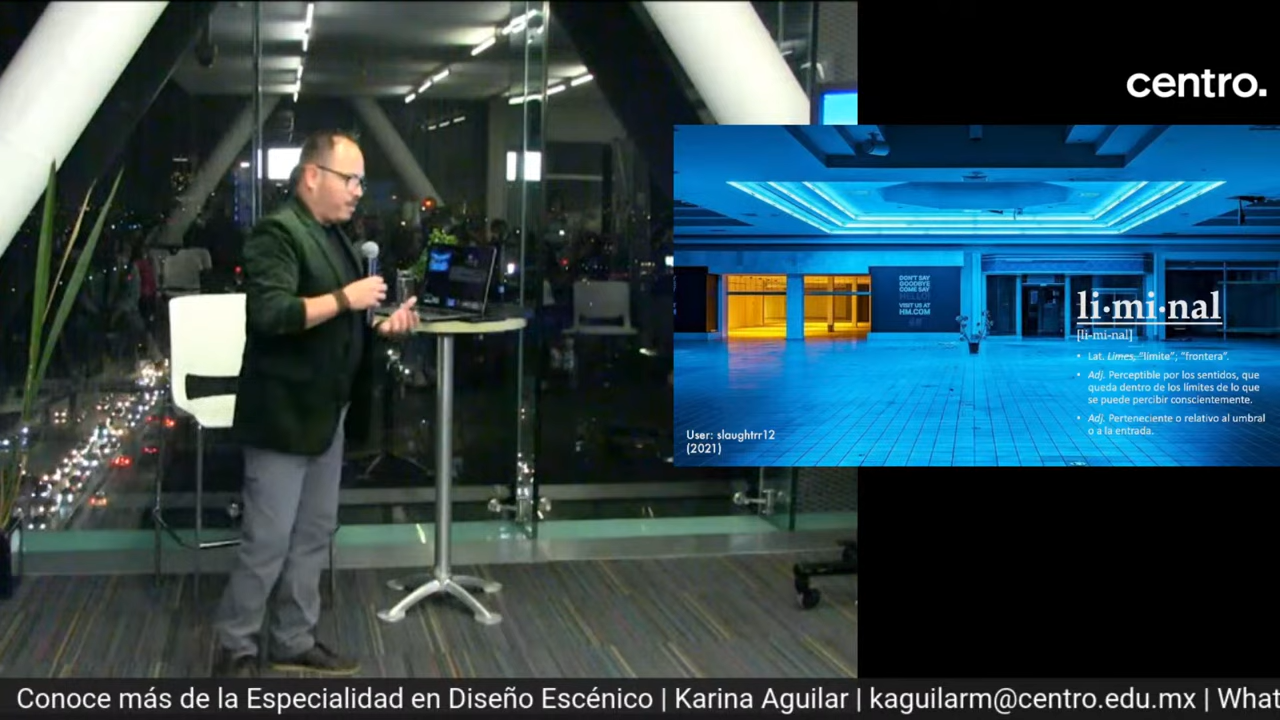 centro.
DON'T SAY
GOODBYE
COME SAY
HELLO!
VISIT US AT
HM.COM
li·mi·nal
[li-mi-nal]
• Lat. Limes, "límite"; "frontera".
• Adj. Perceptible por los sentidos, que
queda dentro de los límites de lo que
se puede percibir conscientemente.
• Adj. Perteneciente o relativo al umbral
o a la entrada.
User: slaughtrr12
(2021)
Conoce más de la Especialidad en Diseño Escénico | Karina Aguilar | kaguilarm@centro.edu.mx | What